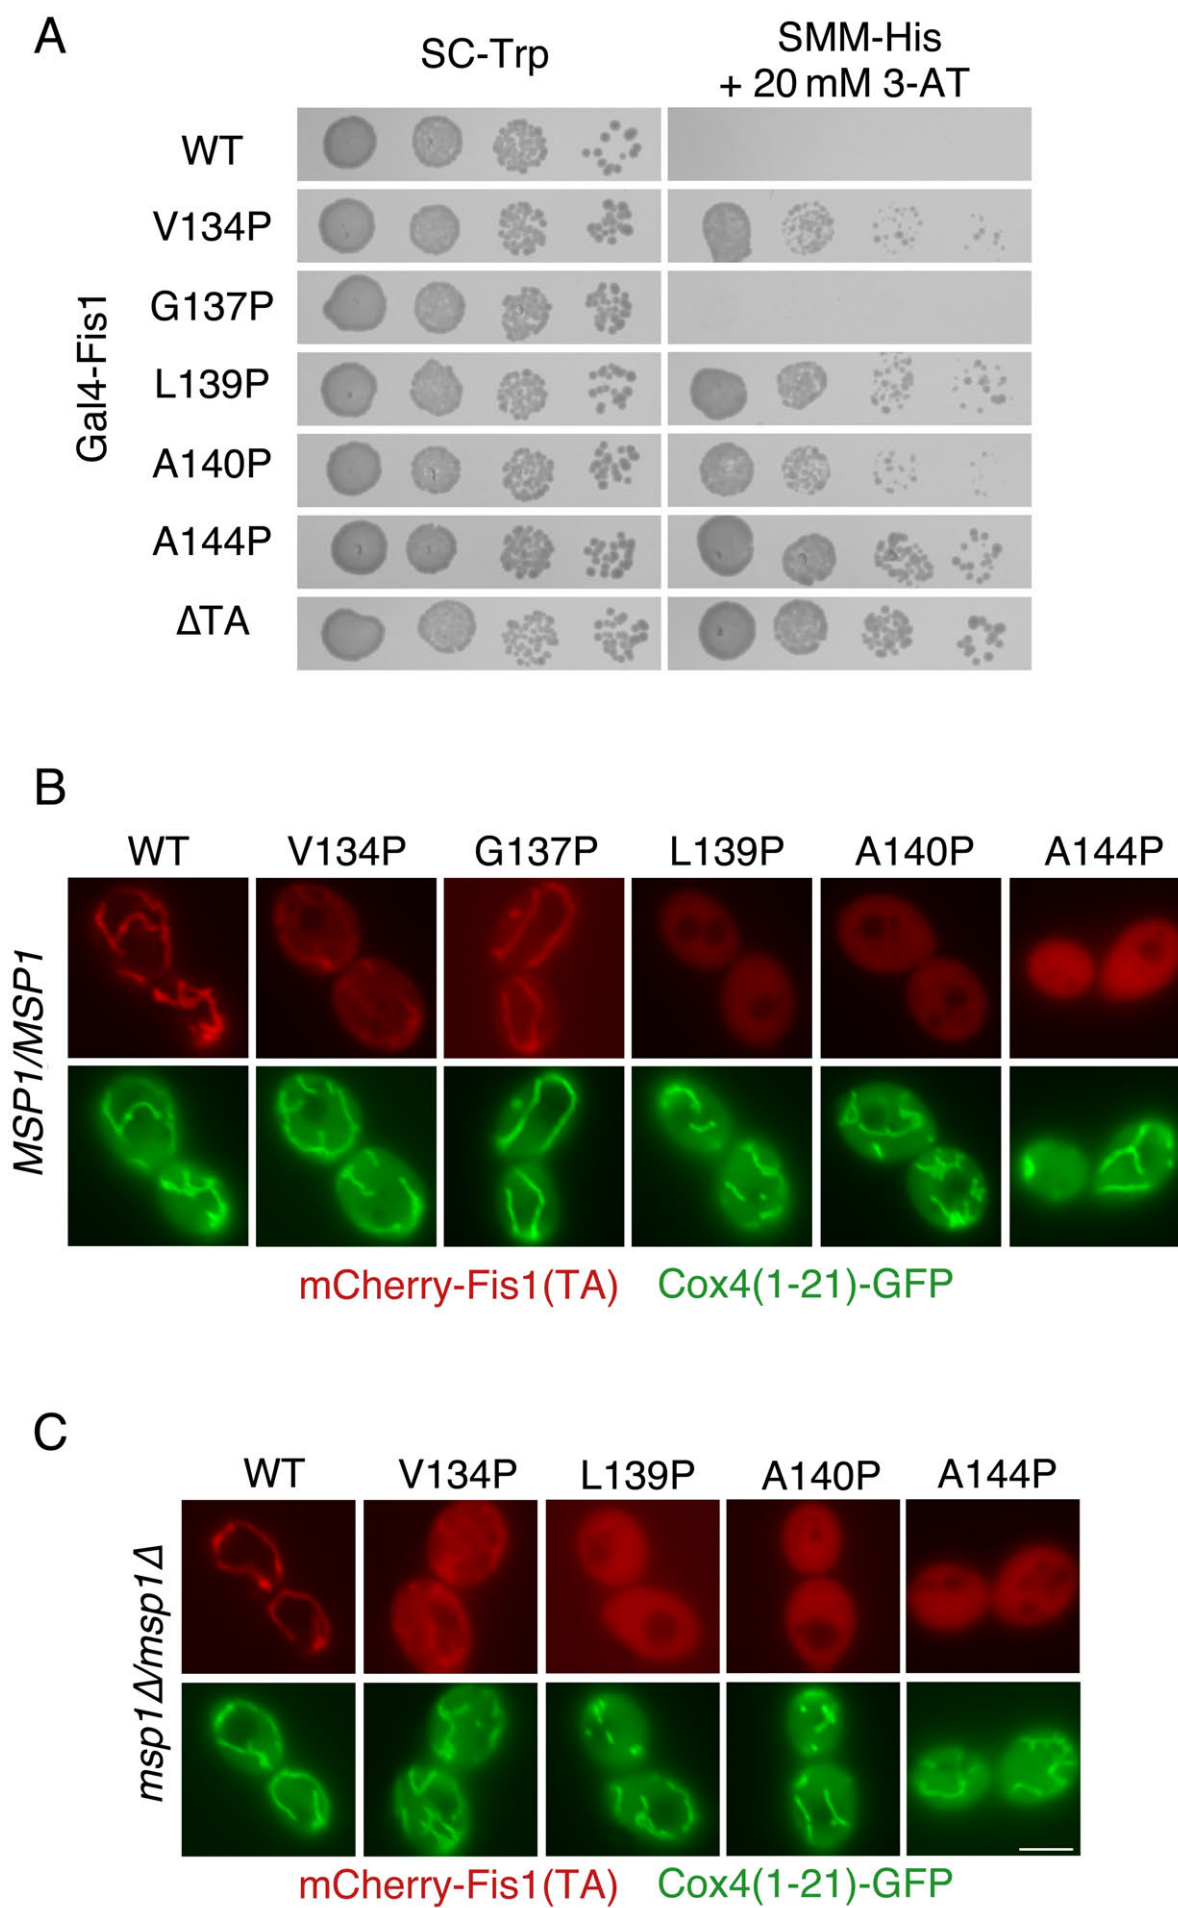 A
SC-Trp
SMM-His
+ 20 mM 3-AT
Gal4-Fis1
WT
V134P
G137P
L139P
A140P
A144P
ΔTA
B
WT V134P G137P L139P A140P A144P
MSP1/MSP1
mCherry-Fis1(TA) Cox4(1-21)-GFP
C
WT V134P L139P A140P A144P
msp1Δ/msp1Δ
mCherry-Fis1(TA) Cox4(1-21)-GFP